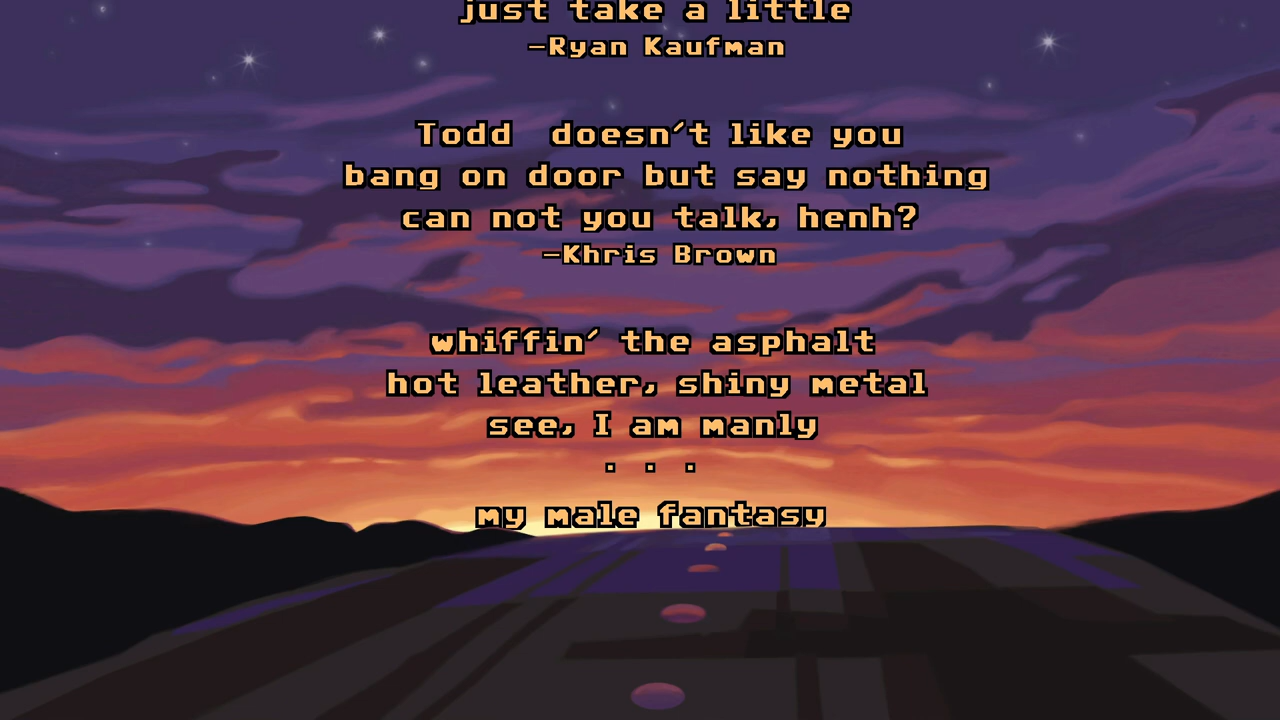 just take a little
-Ryan Kaufman
Todd doesn't like you
bang on door but say nothing
can not you talk, henh?
-Khris Brown
whiffin' the asphalt
hot leather, shiny metal
see, I am manly
. . .
my male fantasy